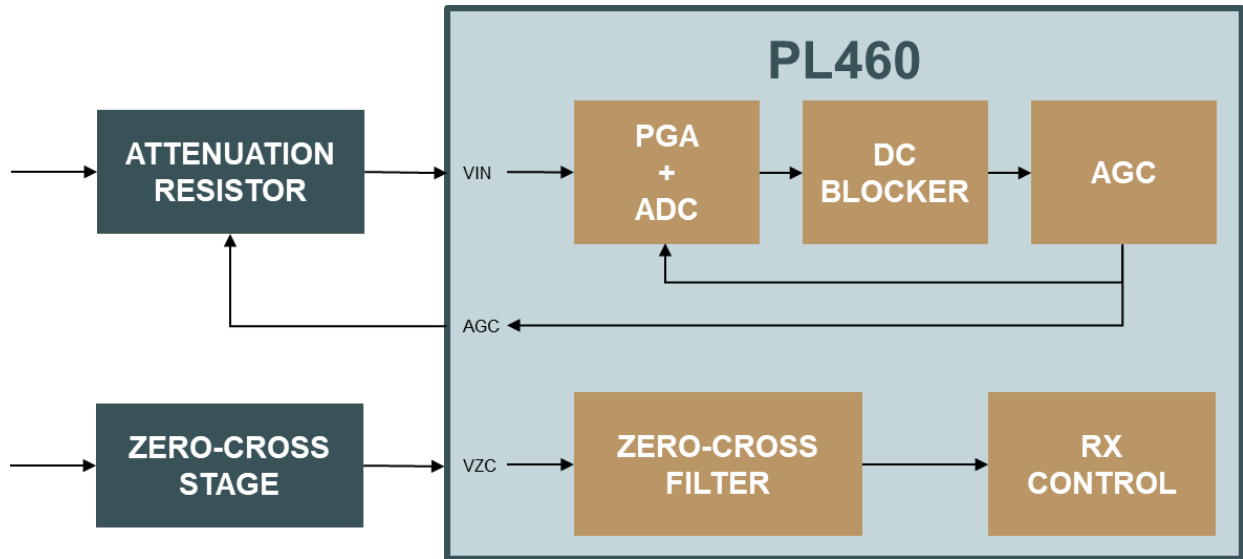 PL460
ATTENUATION
RESISTOR
VIN
PGA
+
ADC
DC
BLOCKER
AGC
AGC
ZERO-CROSS
STAGE
VZC
ZERO-CROSS
FILTER
RX
CONTROL